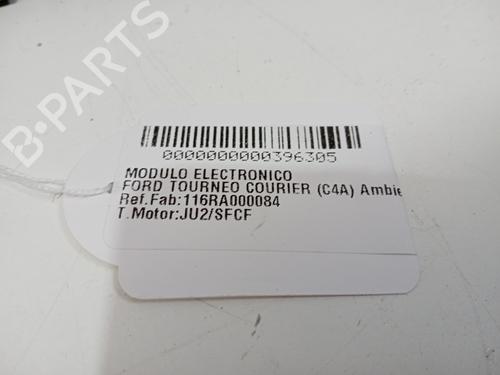 B-PARTS
0000000000396305
MODULO ELECTRONICO
FORD TOURNEO COURIER (C4A) Ambie
Ref.Fab:116RA000084
T.Motor:JU2/SFCF